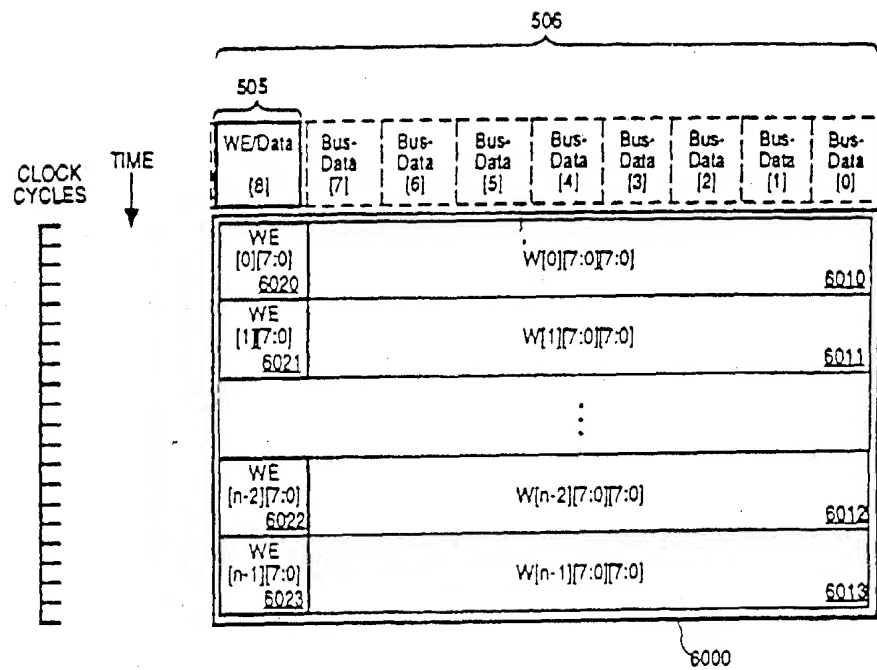 506
505
CLOCK
CYCLES
TIME
WE/Data
[8]
Bus-
Data
[7]
Bus-
Data
[6]
Bus-
Data
[5]
Bus-
Data
[4]
Bus-
Data
[3]
Bus-
Data
[2]
Bus-
Data
[1]
Bus-
Data
[0]
WE
[0][7:0]
6020
W[0][7:0][7:0]
6010
WE
[1][7:0]
6021
W[1][7:0][7:0]
6011
WE
[n-2][7:0]
6022
W[n-2][7:0][7:0]
6012
WE
[n-1][7:0]
6023
W[n-1][7:0][7:0]
6013
6000